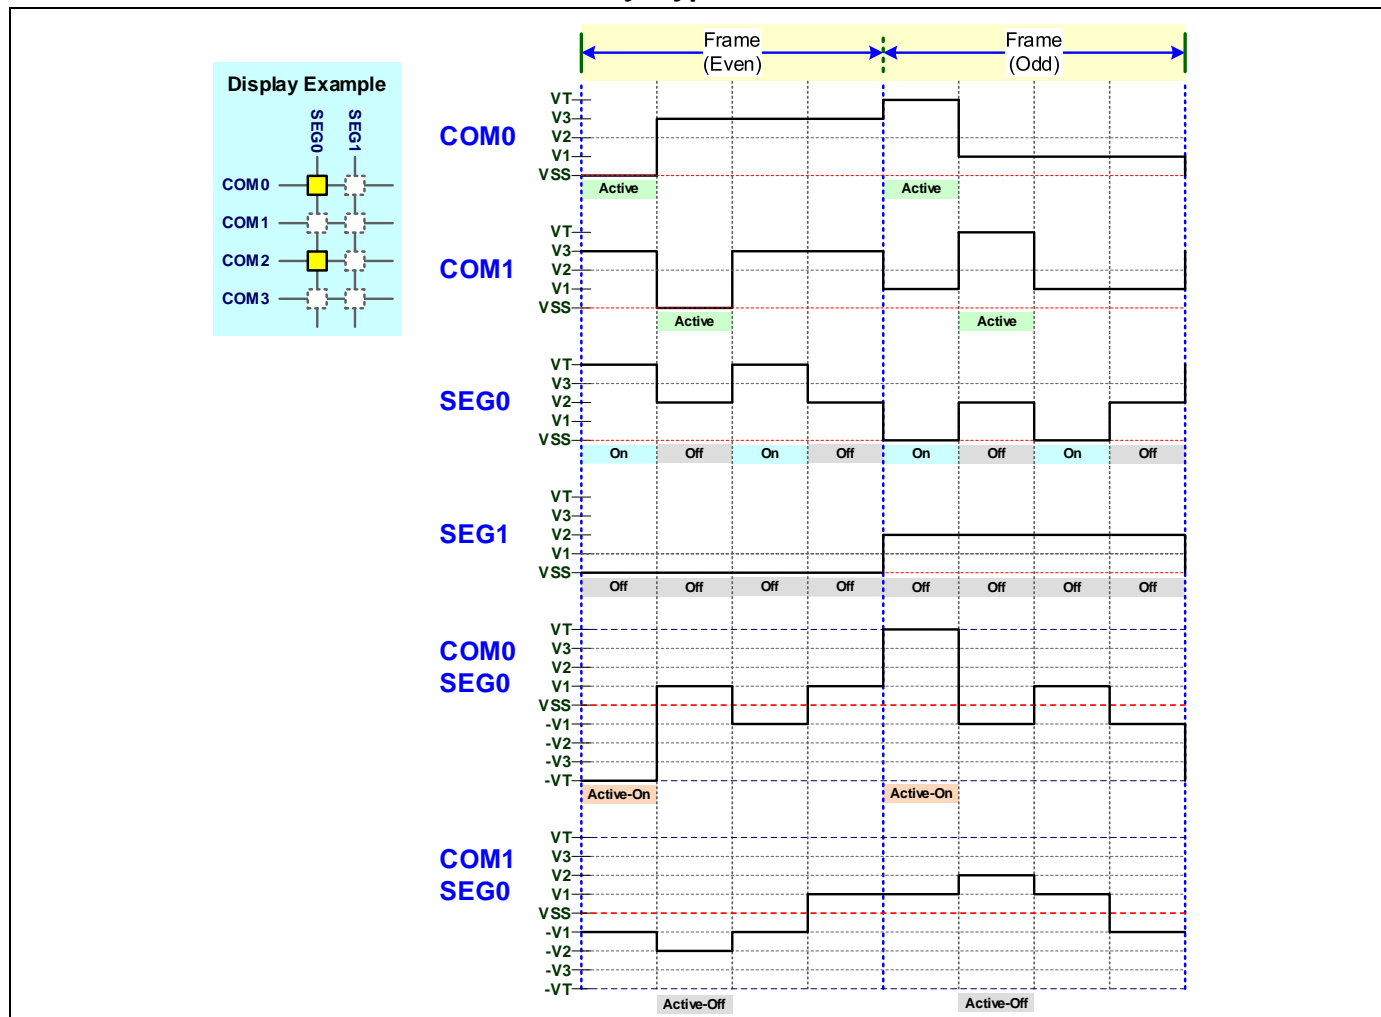 Frame
(Even)
Frame
(Odd)
Display Example
SEG0
SEG1
COM0
COM1
COM2
COM3
COM0
VT
V3
V2
V1
VSS
Active
Active
COM1
VT
V3
V2
V1
VSS
Active
Active
SEG0
VT
V3
V2
V1
VSS
On Off On Off On Off On Off
SEG1
VT
V3
V2
V1
VSS
Off Off Off Off Off Off Off Off
COM0
SEG0
VT
V3
V2
V1
VSS
-V1
-V2
-V3
-VT
Active-On
Active-On
COM1
SEG0
VT
V3
V2
V1
VSS
-V1
-V2
-V3
-VT
Active-Off
Active-Off